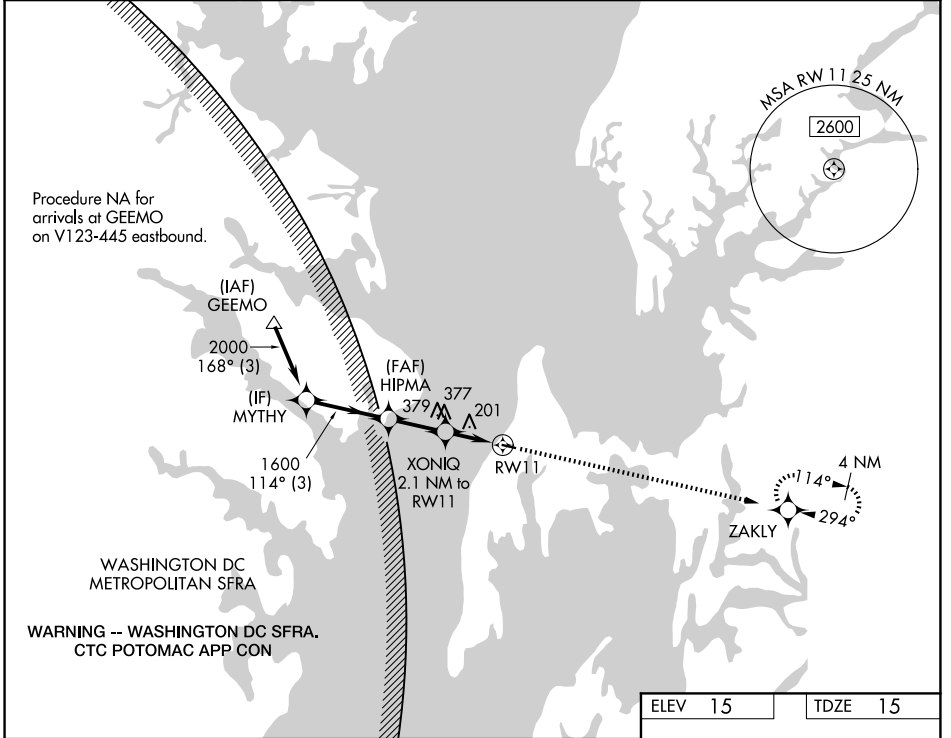 MSA RW 11 25 NM
2600
Procedure NA for
arrivals at GEEMO
on V123-445 eastbound.
(IAF)
GEEMO
2000
168° (3)
(IF)
MYTHY
1600
114° (3)
(FAF)
HIPMA
379
377
201
XONIQ
2.1 NM to
RW11
RW11
4 NM
114°
294°
ZAKLY
WASHINGTON DC
METROPOLITAN SFRA
WARNING -- WASHINGTON DC SFRA.
CTC POTOMAC APP CON
ELEV 15
TDZE 15